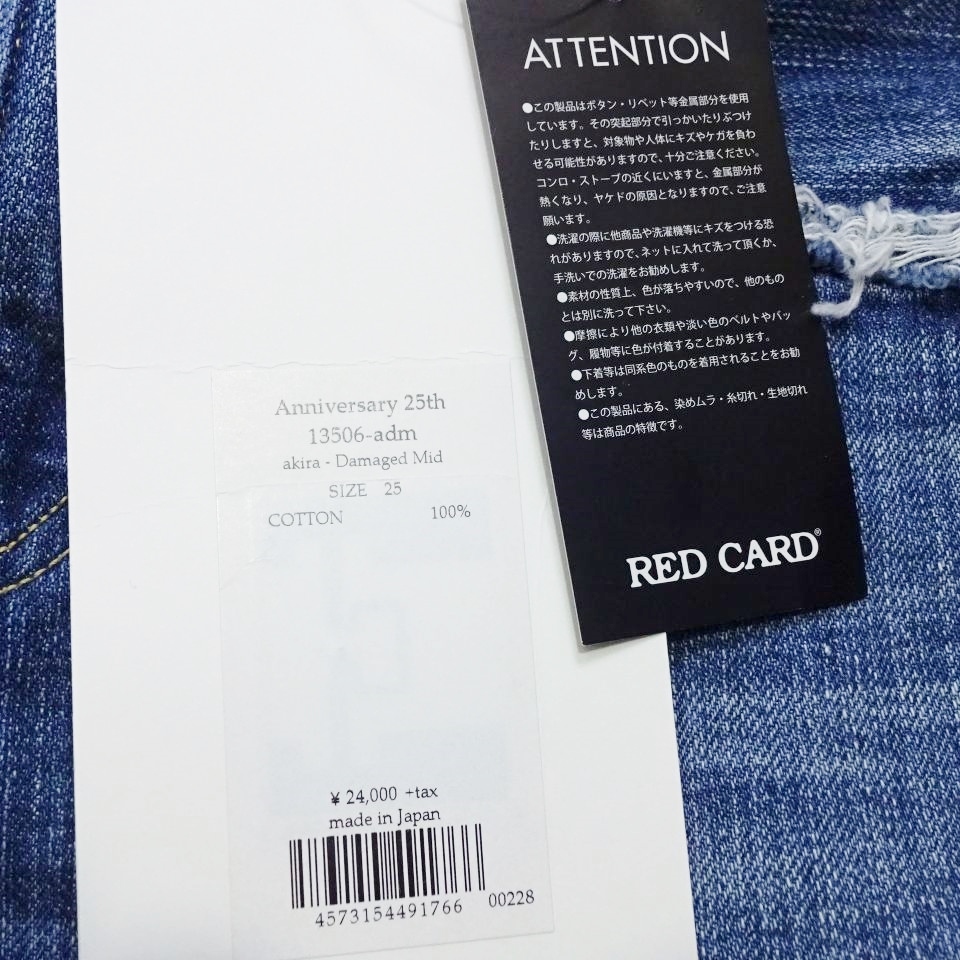 ATTENTION
●この製品はボタン・リベット等金属部分を使用
しています。その突起部分で引っかいたりぶつけ
たりしますと、対象物や人体にキズやケガを負わ
せる可能性がありますので、十分ご注意ください。
コンロ・ストーブの近くにいますと、金属部分が
熱くなり、ヤケドの原因となりますので、ご注意
願います。
●洗濯の際に他商品や洗濯機等にキズをつける恐
れがありますので、ネットに入れて洗って頂くか、
手洗いでの洗濯をお勧めします。
●素材の性質上、色が落ちやすいので、他のもの
とは別に洗って下さい。
●摩擦により他の衣類や淡い色のベルトやバッ
グ、履物等に色が付着することがあります。
●下着等は同系色のものを着用されることをお勧
めします。
●この製品にある、染めムラ・糸切れ・生地切れ
等は商品の特徴です。
RED CARD®
Anniversary 25th
13506-adm
akira - Damaged Mid
SIZE 25
COTTON 100%
¥ 24,000 +tax
made in Japan
4573154491766 00228